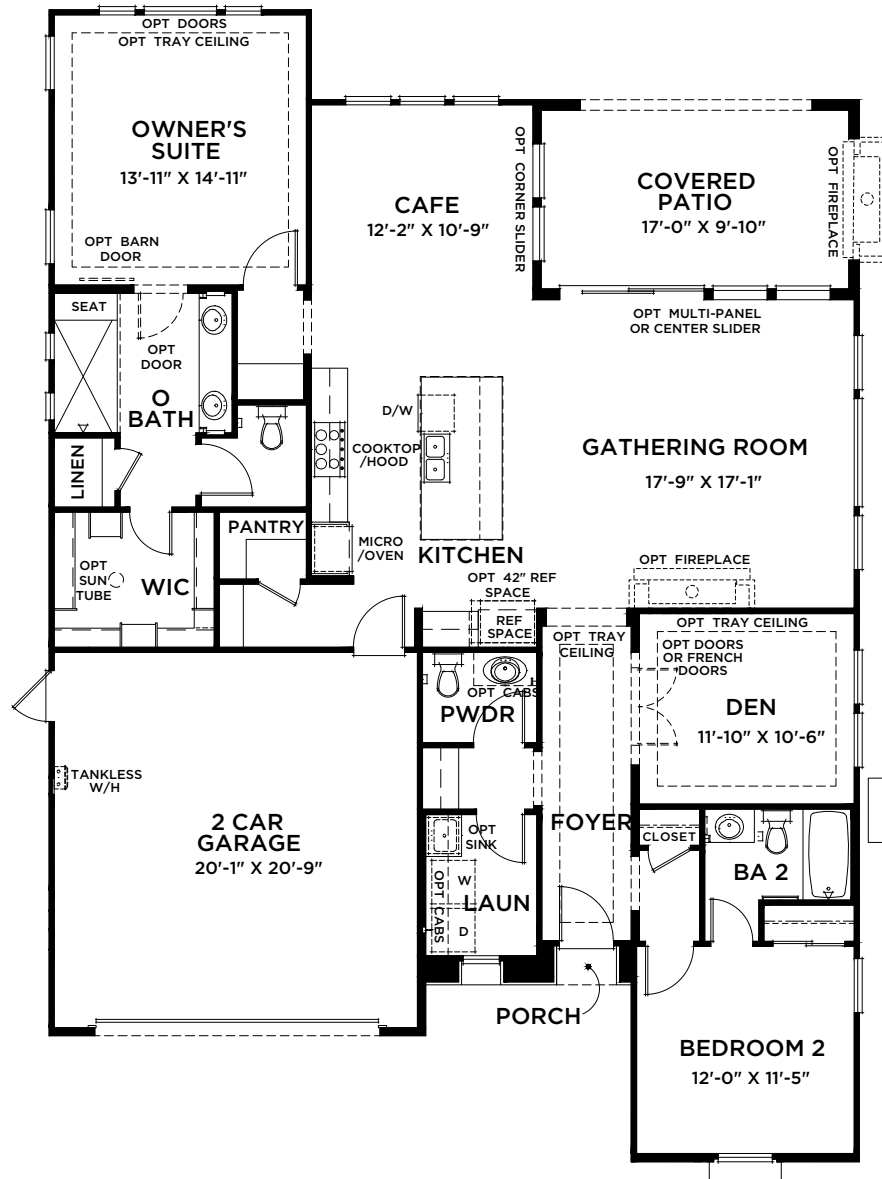 OPT DOORS
OPT TRAY CEILING
OWNER'S
SUITE
13'-11" X 14'-11"
OPT BARN
DOOR
CAFE
12'-2" X 10'-9"
OPT CORNER SLIDER
COVERED
PATIO
17'-0" X 9'-10"
OPT FIREPLACE
OPT MULTI-PANEL
OR CENTER SLIDER
SEAT
OPT
DOOR
O
BATH
LINEN
D/W
COOKTOP
/HOOD
GATHERING ROOM
17'-9" X 17'-1"
PANTRY
MICRO
/OVEN
KITCHEN
OPT FIREPLACE
OPT
SUN
TUBE
WIC
OPT 42" REF
SPACE
REF
SPACE
OPT TRAY
CEILING
OPT TRAY CEILING
OPT DOORS
OR FRENCH
DOORS
DEN
11'-10" X 10'-6"
OPT CABS
PWDR
TANKLESS
W/H
2 CAR
GARAGE
20'-1" X 20'-9"
OPT
SINK
FOYER
CLOSET
BA 2
W
LAUN
OPT CABS
D
PORCH
BEDROOM 2
12'-0" X 11'-5"